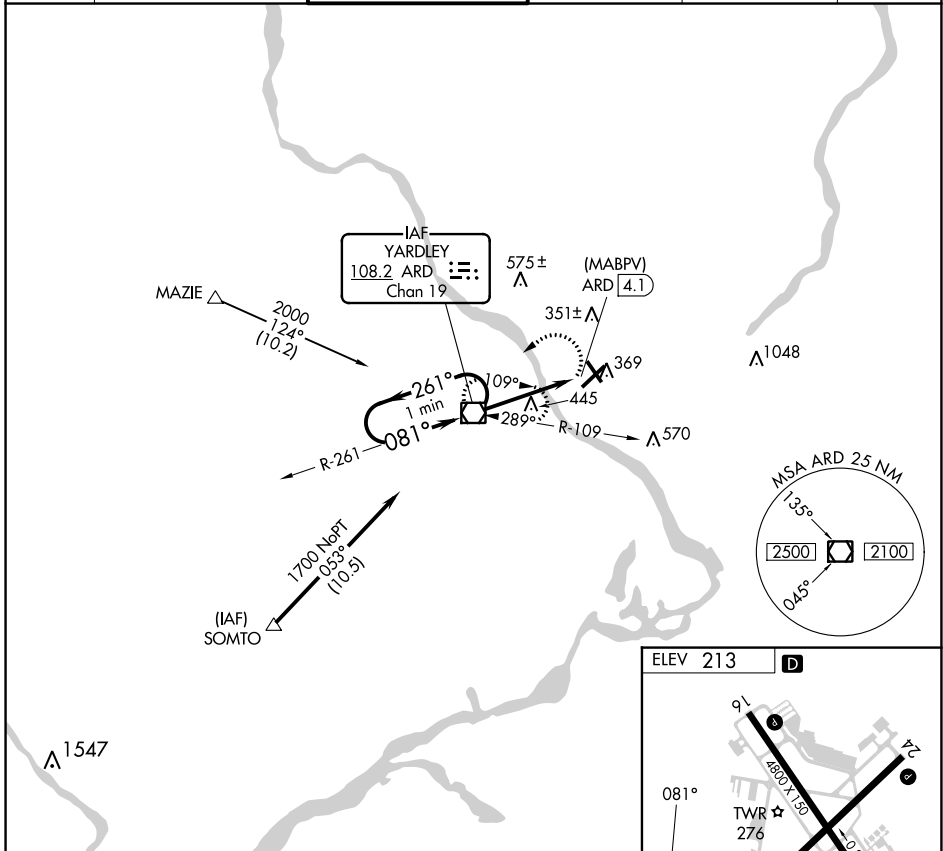 IAF
YARDLEY
108.2 ARD
Chan 19
575±
(MABPV)
ARD 4.1
MAZIE
2000
124°
(10.2)
351±
369
1048
261°
1 min
081°
109°
445
289°
R-109
570
R-261
MSA ARD 25 NM
135°
2500
2100
045°
1700 NoPT
053°
(10.5)
(IAF)
SOMTO
ELEV 213
D
16
P
24
P
4800 X 150
081°
TWR
276
1547